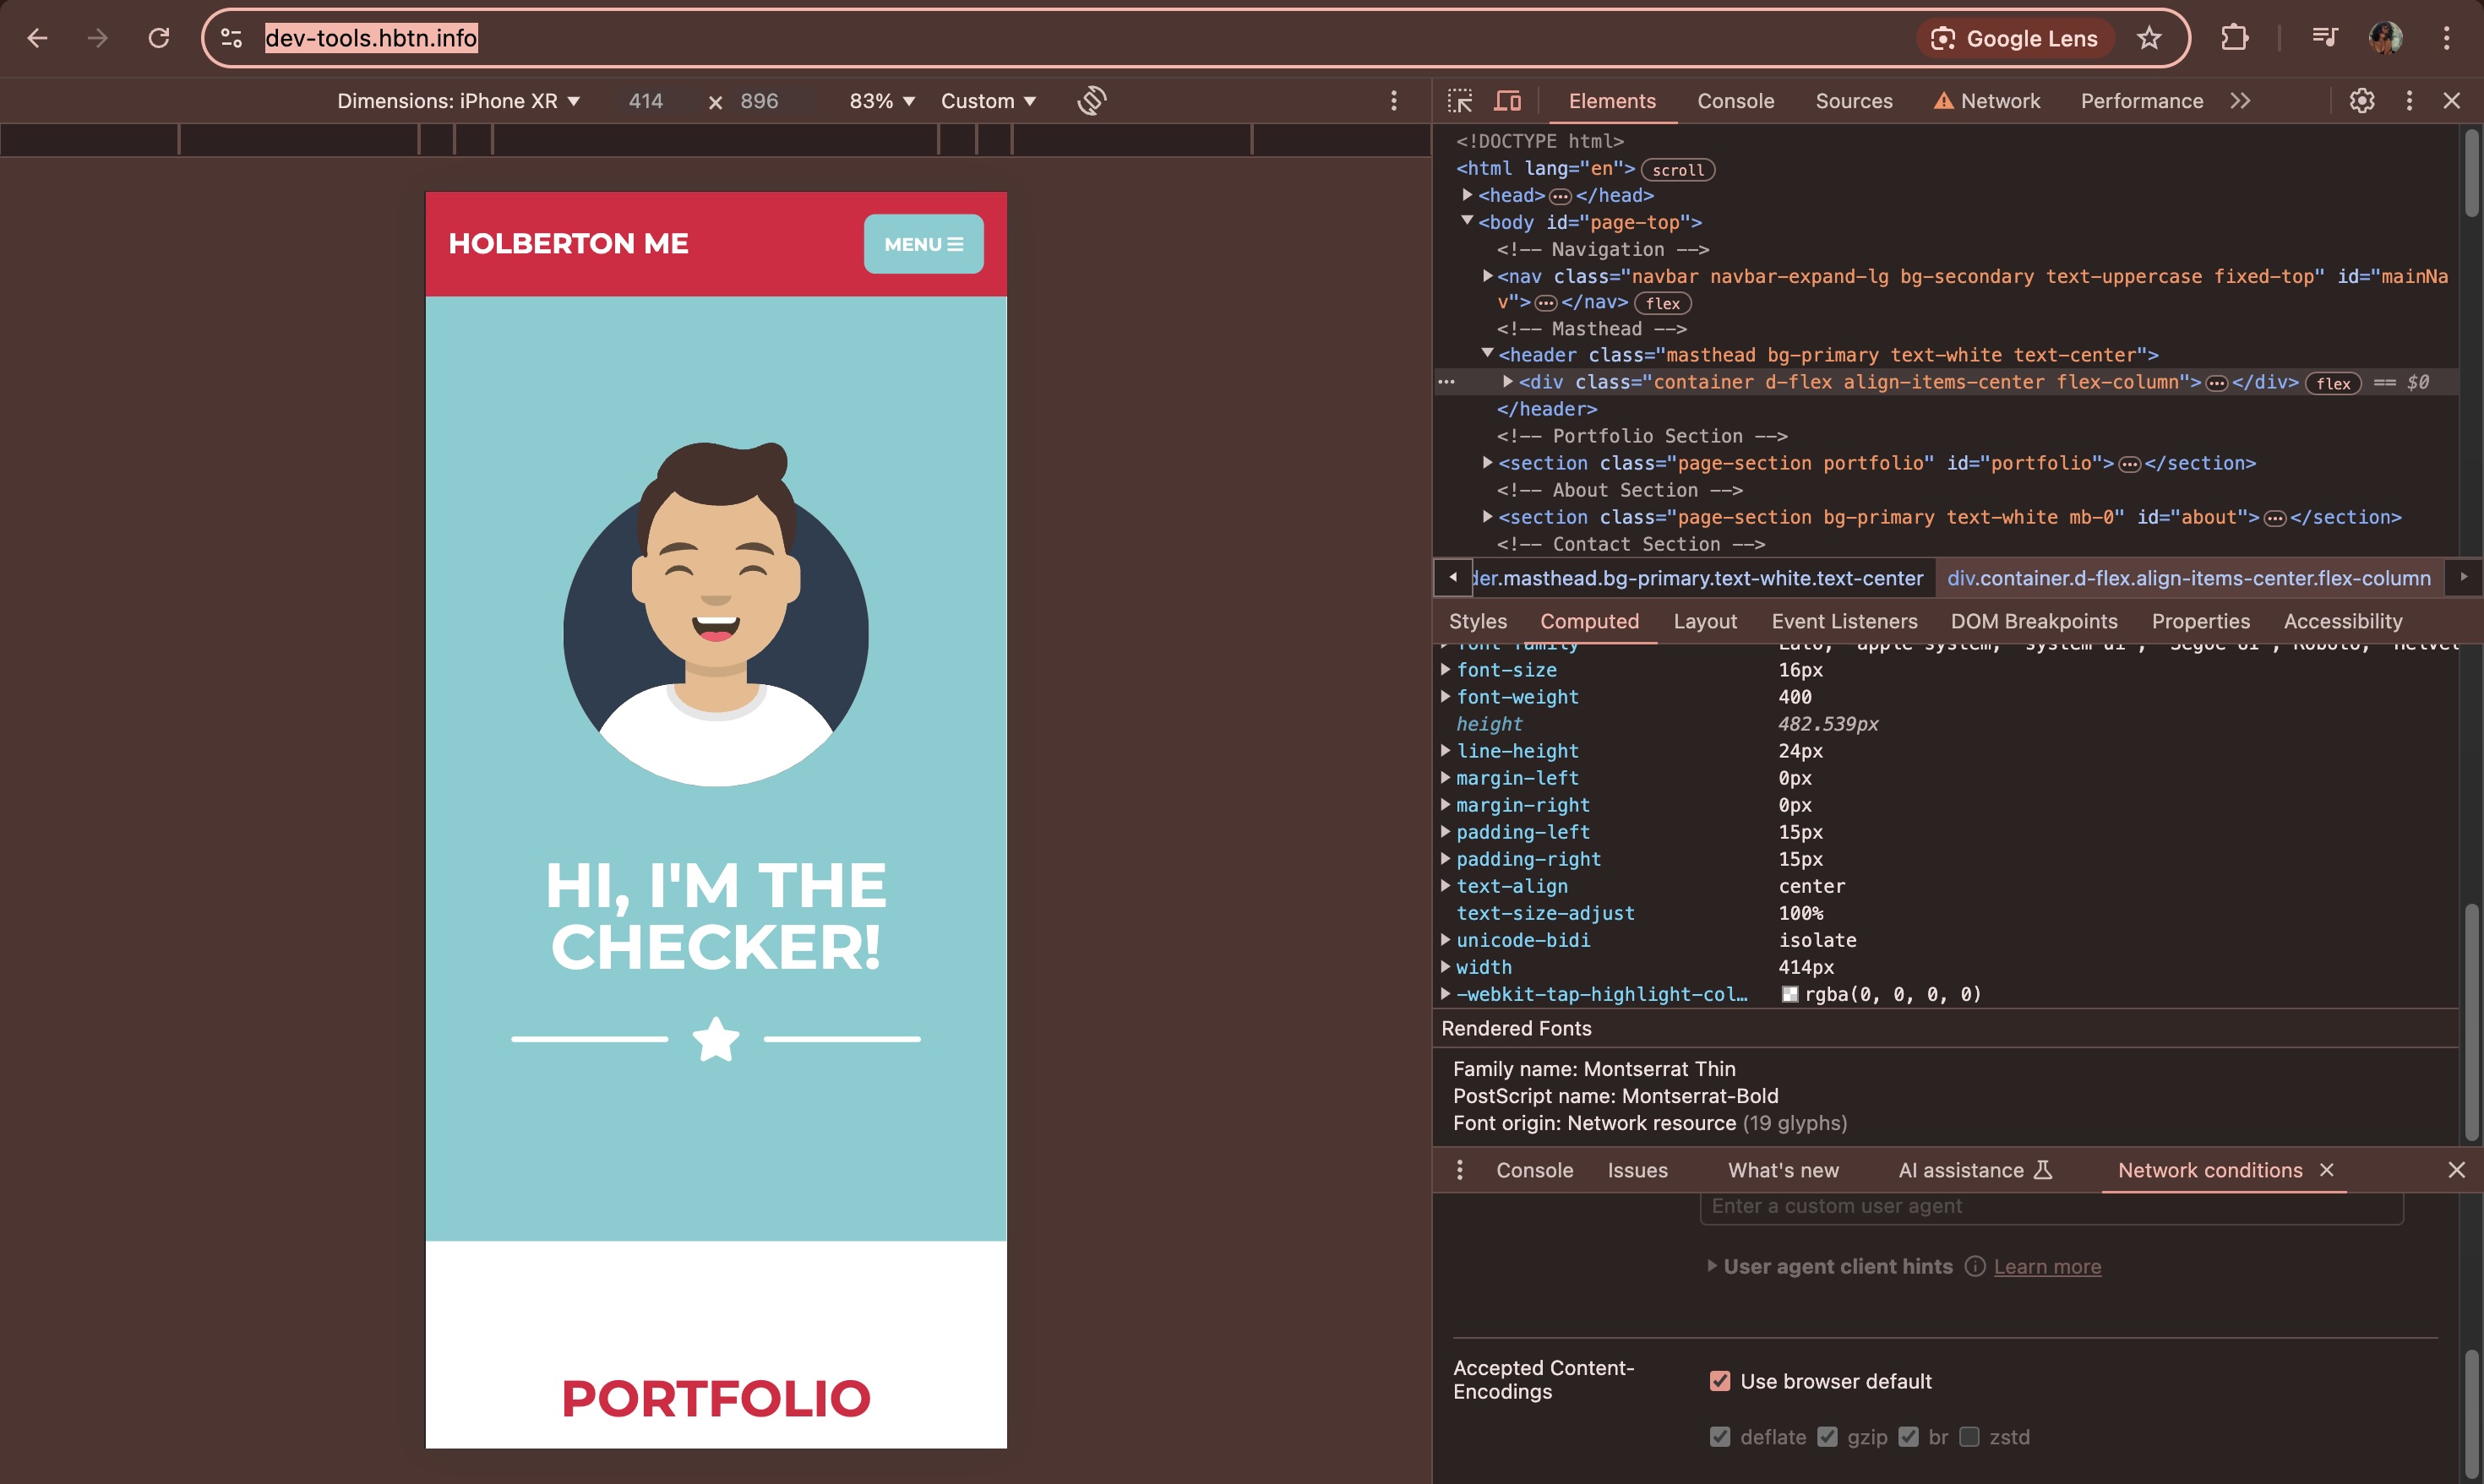 dev-tools.hbtn.info
Google Lens
Dimensions: iPhone XR ▼ 414 × 896 83% ▼ Custom ▼
Elements Console Sources Network Performance
HOLBERTON ME
MENU
HI, I'M THE
CHECKER!
PORTFOLIO
<!DOCTYPE html>
<html lang="en"> scroll
<head> ⋯ </head>
<body id="page-top">
<!-- Navigation -->
<nav class="navbar navbar-expand-lg bg-secondary text-uppercase fixed-top" id="mainNa
v"> ⋯ </nav> flex
<!-- Masthead -->
<header class="masthead bg-primary text-white text-center">
<div class="container d-flex align-items-center flex-column"> ⋯ </div> flex == $0
</header>
<!-- Portfolio Section -->
<section class="page-section portfolio" id="portfolio"> ⋯ </section>
<!-- About Section -->
<section class="page-section bg-primary text-white mb-0" id="about"> ⋯ </section>
<!-- Contact Section -->
der.masthead.bg-primary.text-white.text-center div.container.d-flex.align-items-center.flex-column
Styles Computed Layout Event Listeners DOM Breakpoints Properties Accessibility
font-size 16px
font-weight 400
height 482.539px
line-height 24px
margin-left 0px
margin-right 0px
padding-left 15px
padding-right 15px
text-align center
text-size-adjust 100%
unicode-bidi isolate
width 414px
-webkit-tap-highlight-col… rgba(0, 0, 0, 0)
Rendered Fonts
Family name: Montserrat Thin
PostScript name: Montserrat-Bold
Font origin: Network resource (19 glyphs)
Console Issues What's new AI assistance Network conditions
Enter a custom user agent
User agent client hints Learn more
Accepted Content-
Encodings
Use browser default
deflate gzip br zstd